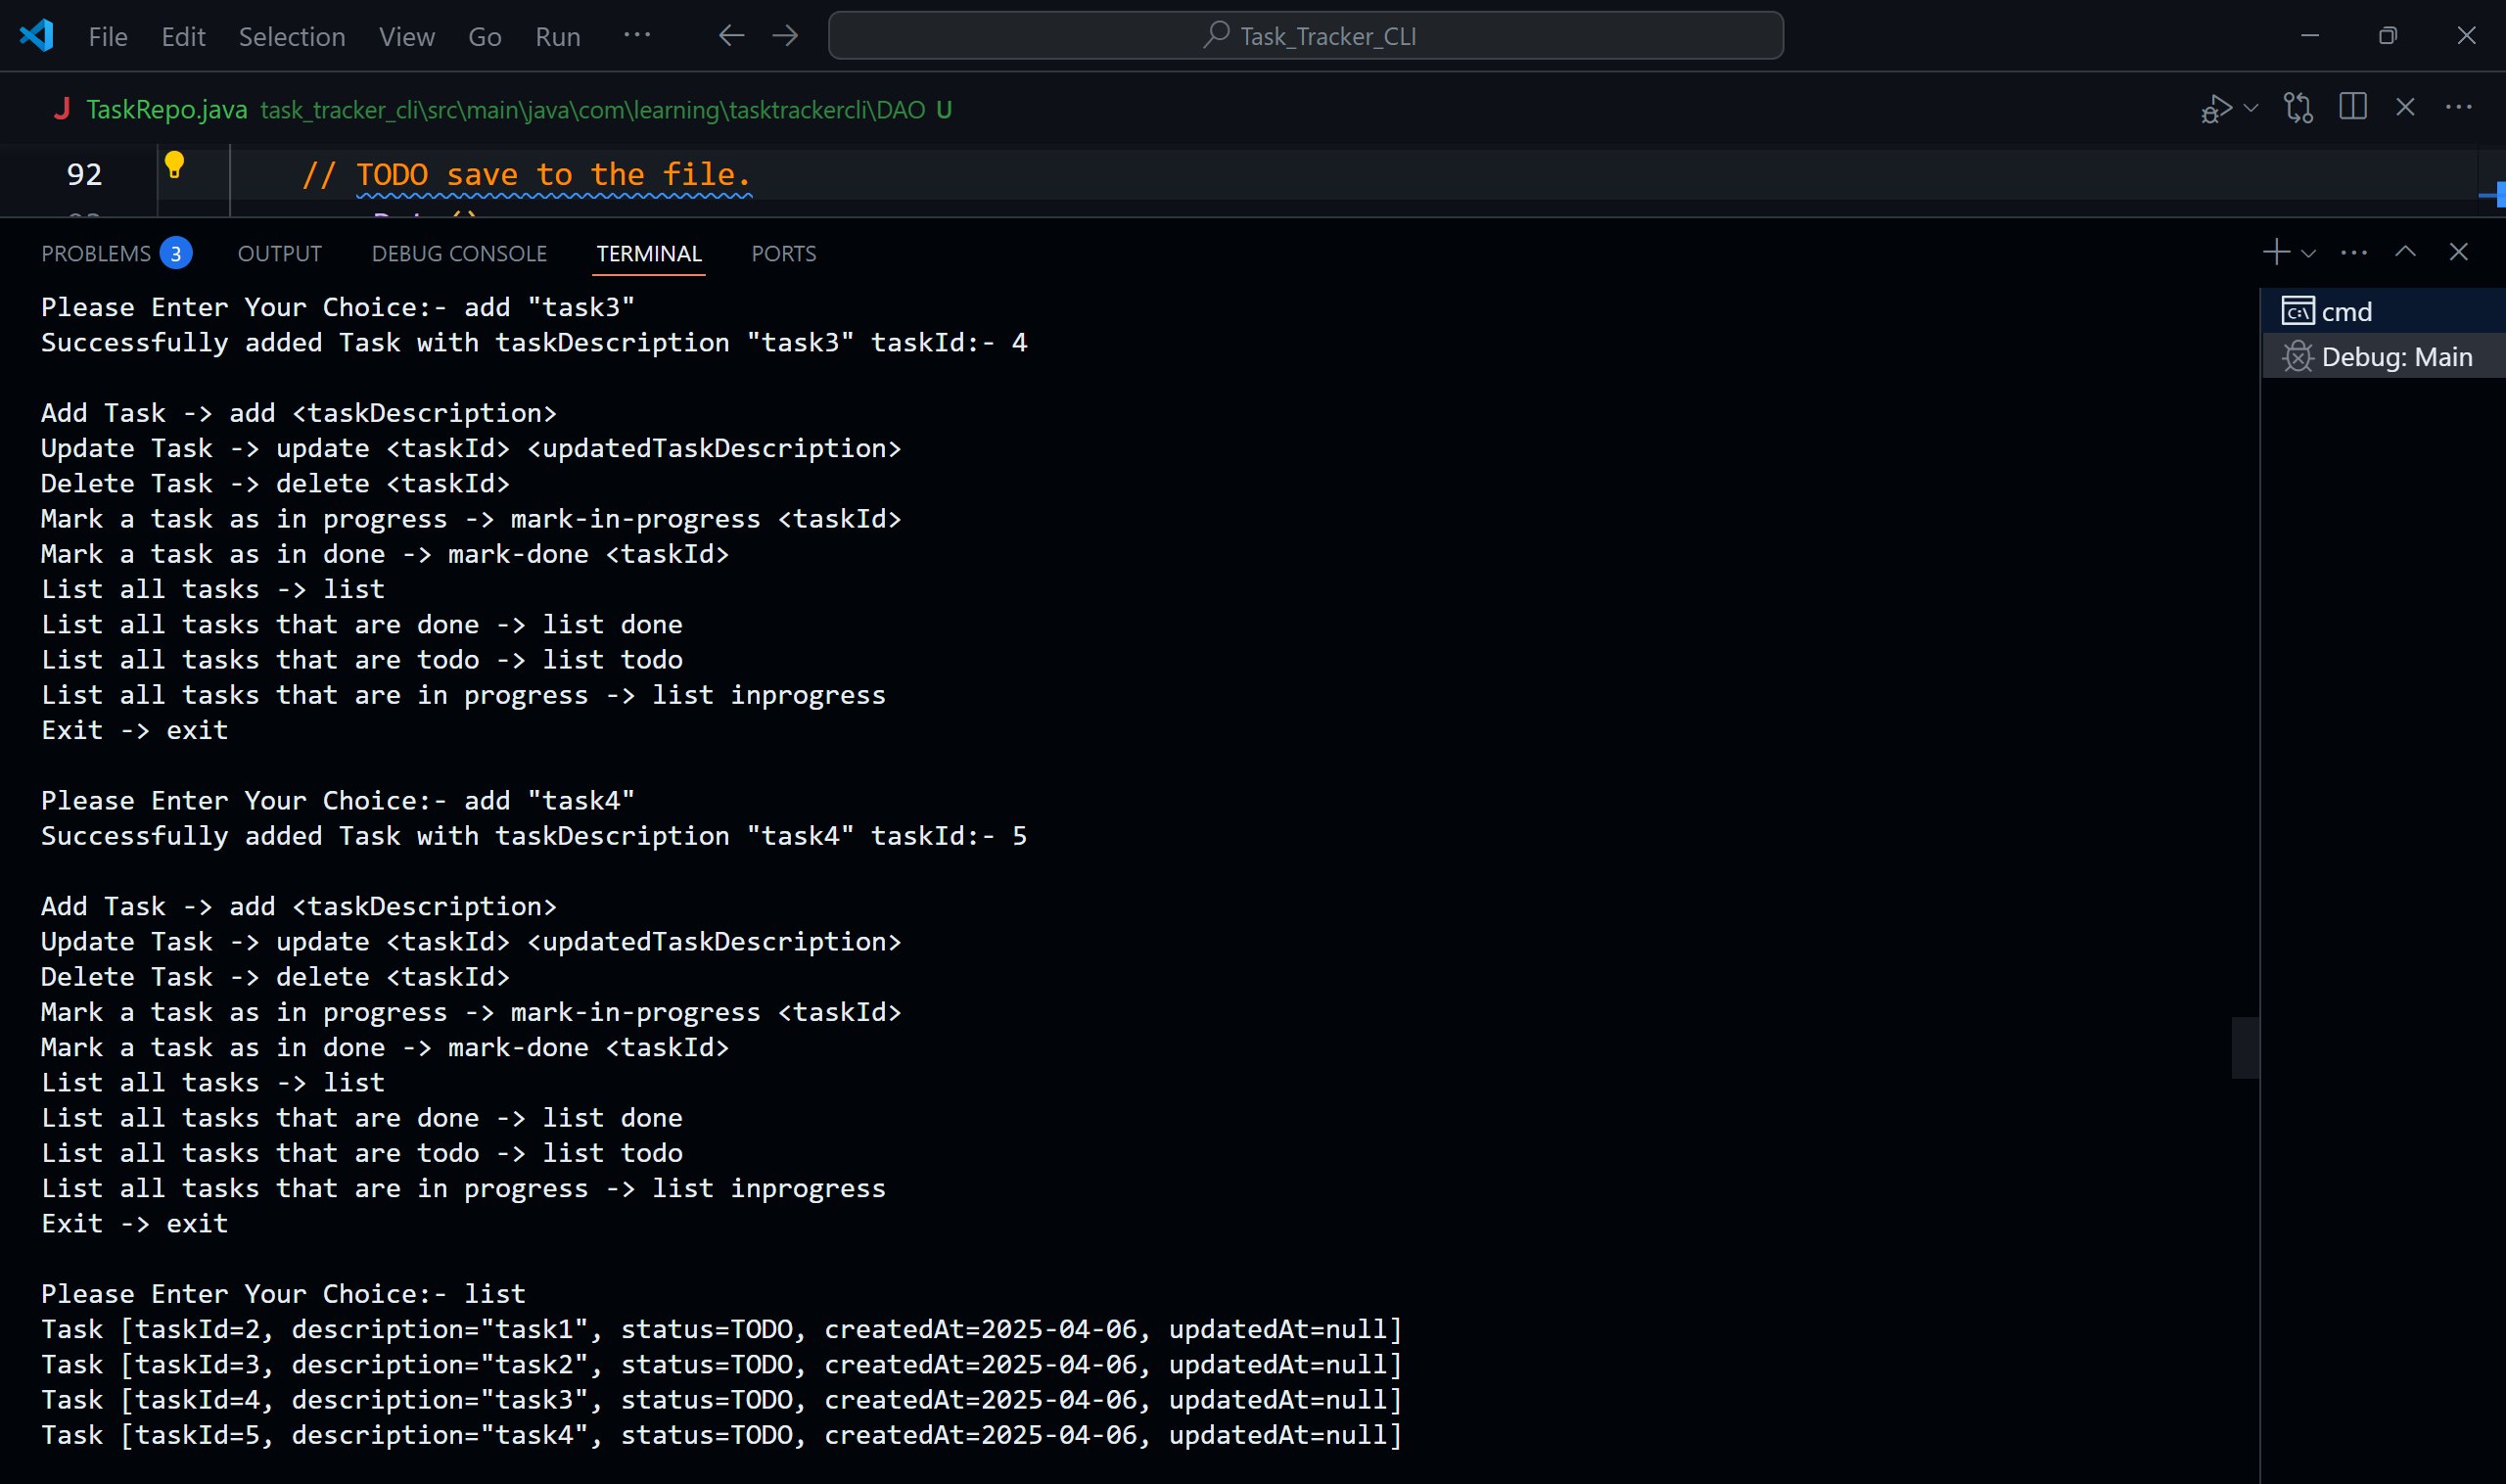 File Edit Selection View Go Run ··· Task_Tracker_CLI
TaskRepo.java task_tracker_cli\src\main\java\com\learning\tasktrackercli\DAO U
92 // TODO save to the file.
PROBLEMS 3 OUTPUT DEBUG CONSOLE TERMINAL PORTS
cmd
Debug: Main
Please Enter Your Choice:- add "task3"
Successfully added Task with taskDescription "task3" taskId:- 4
Add Task -> add <taskDescription>
Update Task -> update <taskId> <updatedTaskDescription>
Delete Task -> delete <taskId>
Mark a task as in progress -> mark-in-progress <taskId>
Mark a task as in done -> mark-done <taskId>
List all tasks -> list
List all tasks that are done -> list done
List all tasks that are todo -> list todo
List all tasks that are in progress -> list inprogress
Exit -> exit
Please Enter Your Choice:- add "task4"
Successfully added Task with taskDescription "task4" taskId:- 5
Add Task -> add <taskDescription>
Update Task -> update <taskId> <updatedTaskDescription>
Delete Task -> delete <taskId>
Mark a task as in progress -> mark-in-progress <taskId>
Mark a task as in done -> mark-done <taskId>
List all tasks -> list
List all tasks that are done -> list done
List all tasks that are todo -> list todo
List all tasks that are in progress -> list inprogress
Exit -> exit
Please Enter Your Choice:- list
Task [taskId=2, description="task1", status=TODO, createdAt=2025-04-06, updatedAt=null]
Task [taskId=3, description="task2", status=TODO, createdAt=2025-04-06, updatedAt=null]
Task [taskId=4, description="task3", status=TODO, createdAt=2025-04-06, updatedAt=null]
Task [taskId=5, description="task4", status=TODO, createdAt=2025-04-06, updatedAt=null]